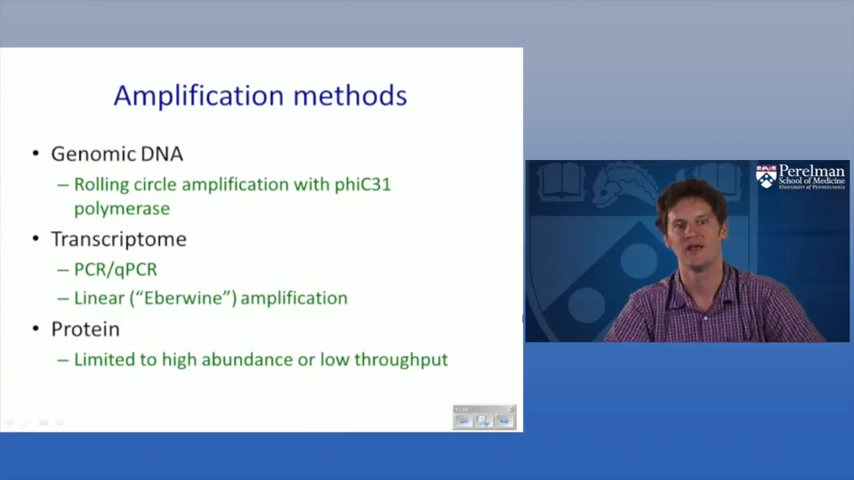 Amplification methods
• Genomic DNA
– Rolling circle amplification with phiC31
polymerase
• Transcriptome
– PCR/qPCR
– Linear (“Eberwine”) amplification
• Protein
– Limited to high abundance or low throughput
Perelman
School of Medicine
University of Pennsylvania